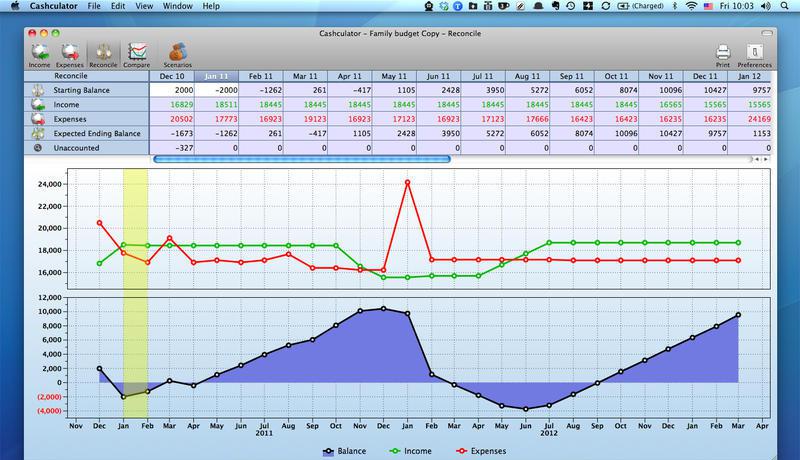 Cashculator File Edit View Window Help (Charged) Fri 10:03
Cashculator – Family budget Copy – Reconcile
Income Expenses Reconcile Compare Scenarios Print Preferences
Reconcile Dec 10 Jan 11 Feb 11 Mar 11 Apr 11 May 11 Jun 11 Jul 11 Aug 11 Sep 11 Oct 11 Nov 11 Dec 11 Jan 12
Starting Balance 2000 -2000 -1262 261 -417 1105 2428 3950 5272 6052 8074 10096 10427 9757
Income 16829 18511 18445 18445 18445 18445 18445 18445 18445 18445 18445 16565 15565 15565
Expenses 20502 17773 16923 19123 16923 17123 16923 17123 17666 16423 16423 16235 16235 24169
Expected Ending Balance -1673 -1262 261 -417 1105 2428 3950 5272 6052 8074 10096 10427 9757 1153
Unaccounted -327 0 0 0 0 0 0 0 0 0 0 0 0 0
24,000
22,000
20,000
18,000
16,000
12,000
10,000
8,000
6,000
4,000
2,000
0
(2,000)
(4,000)
Nov Dec Jan Feb Mar Apr May Jun Jul Aug Sep Oct Nov Dec Jan Feb Mar Apr May Jun Jul Aug Sep Oct Nov Dec Jan Feb Mar Apr
2011 2012
Balance Income Expenses